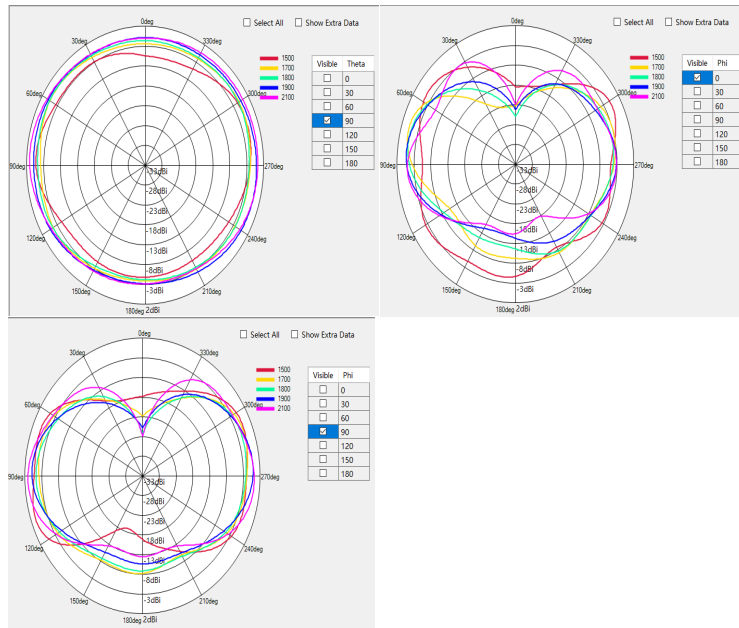 Select All Show Extra Data
0deg
30deg
330deg
60deg
300deg
90deg
270deg
120deg
240deg
150deg
210deg
180deg 2dBi
-33dBi
-28dBi
-23dBi
-18dBi
-13dBi
-8dBi
-3dBi
1500
1700
1800
1900
2100
Visible Theta
0
30
60
90
120
150
180
Select All Show Extra Data
0deg
30deg
330deg
60deg
300deg
90deg
270deg
120deg
240deg
150deg
210deg
180deg 2dBi
-33dBi
-28dBi
-23dBi
-18dBi
-13dBi
-8dBi
-3dBi
1500
1700
1800
1900
2100
Visible Phi
0
30
60
90
120
150
180
Select All Show Extra Data
0deg
30deg
330deg
60deg
300deg
90deg
270deg
120deg
240deg
150deg
210deg
180deg 2dBi
-33dBi
-28dBi
-23dBi
-18dBi
-13dBi
-8dBi
-3dBi
1500
1700
1800
1900
2100
Visible Phi
0
30
60
90
120
150
180